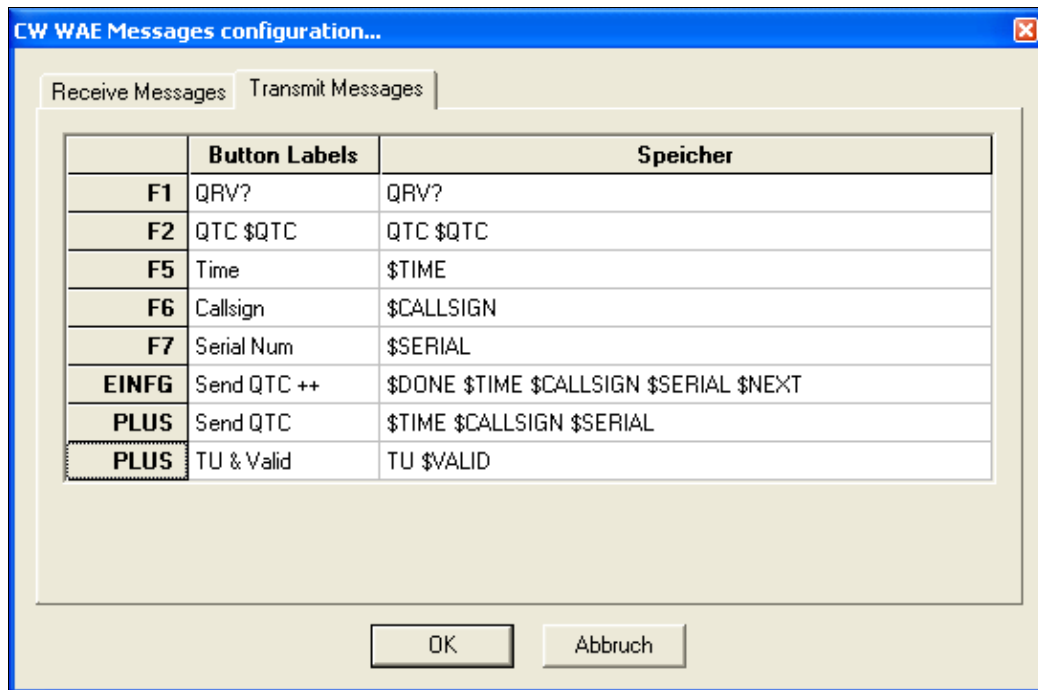 CW WAE Messages configuration...
Receive Messages Transmit Messages
Button Labels Speicher
F1 QRV? QRV?
F2 QTC $QTC QTC $QTC
F5 Time $TIME
F6 Callsign $CALLSIGN
F7 Serial Num $SERIAL
EINFG Send QTC ++ $DONE $TIME $CALLSIGN $SERIAL $NEXT
PLUS Send QTC $TIME $CALLSIGN $SERIAL
PLUS TU & Valid TU $VALID
OK Abbruch